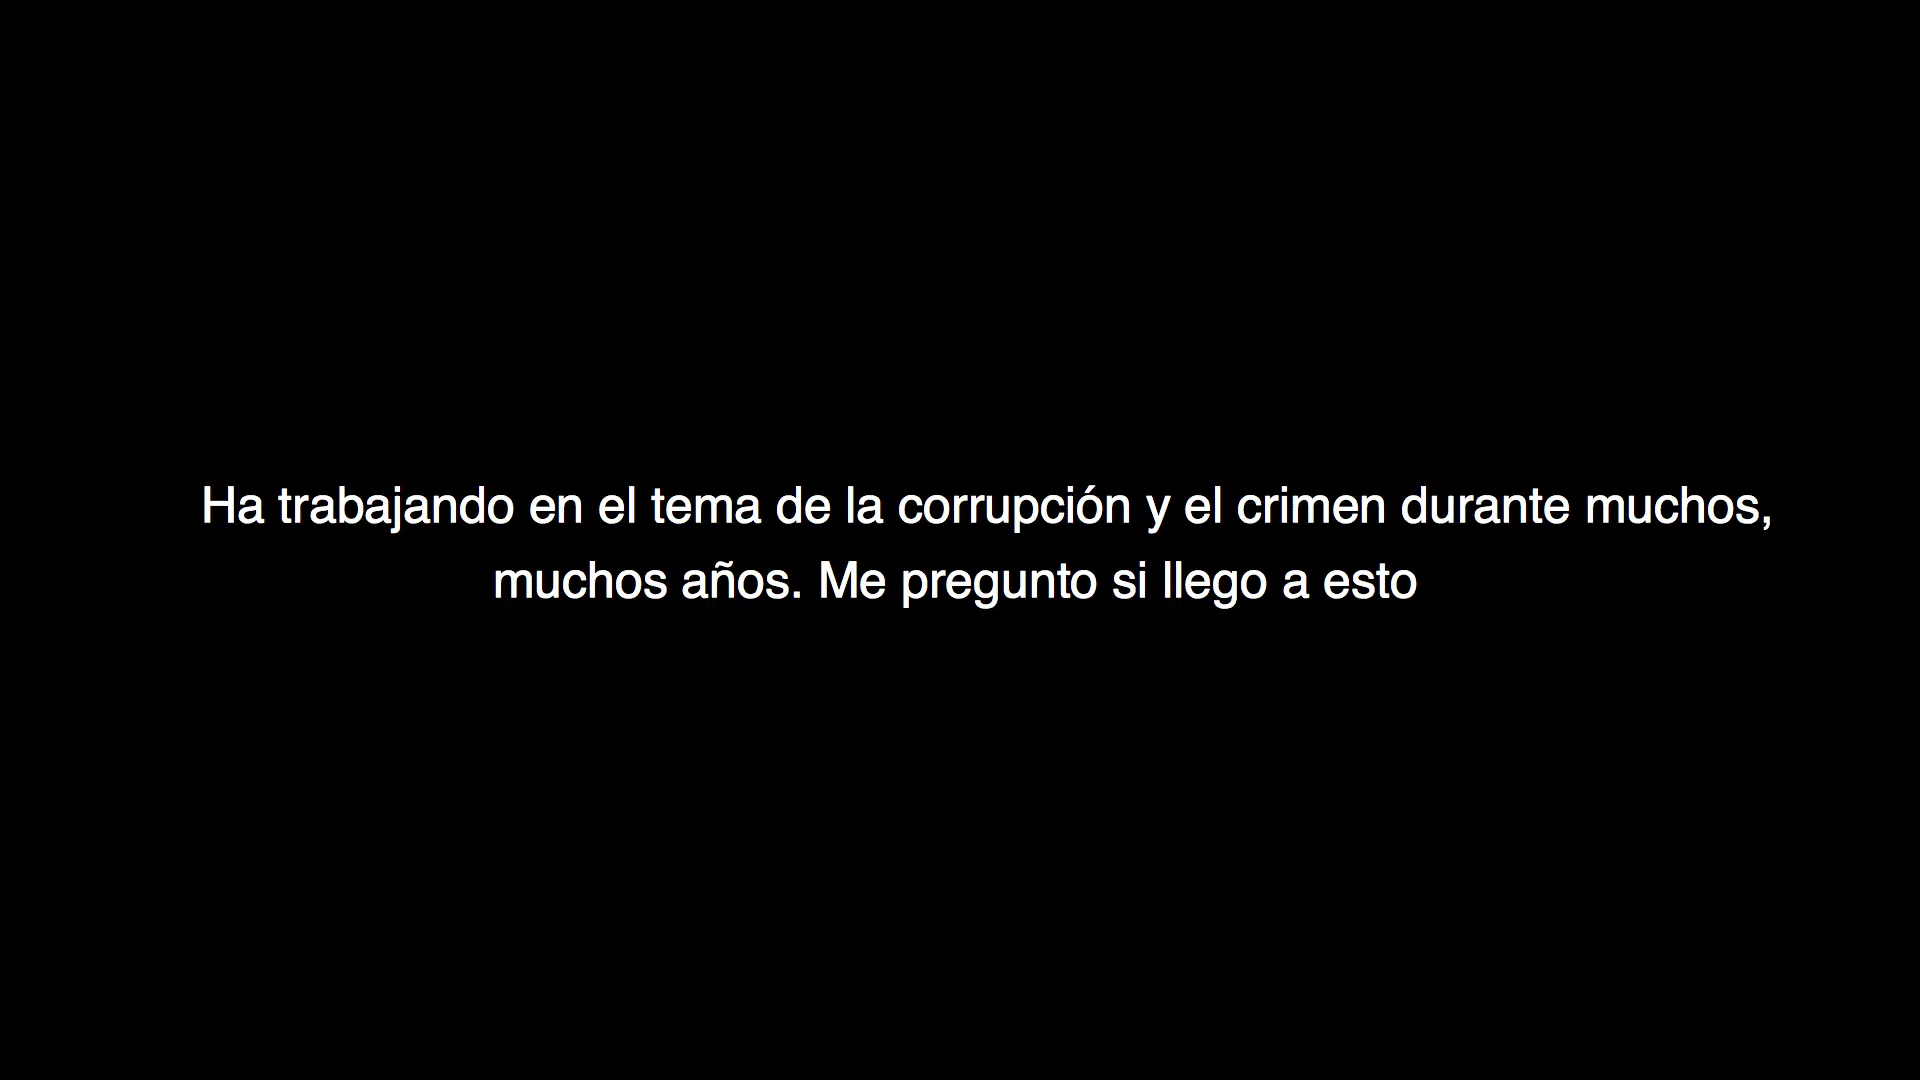 Ha trabajando en el tema de la corrupción y el crimen durante muchos,
muchos años. Me pregunto si llego a esto